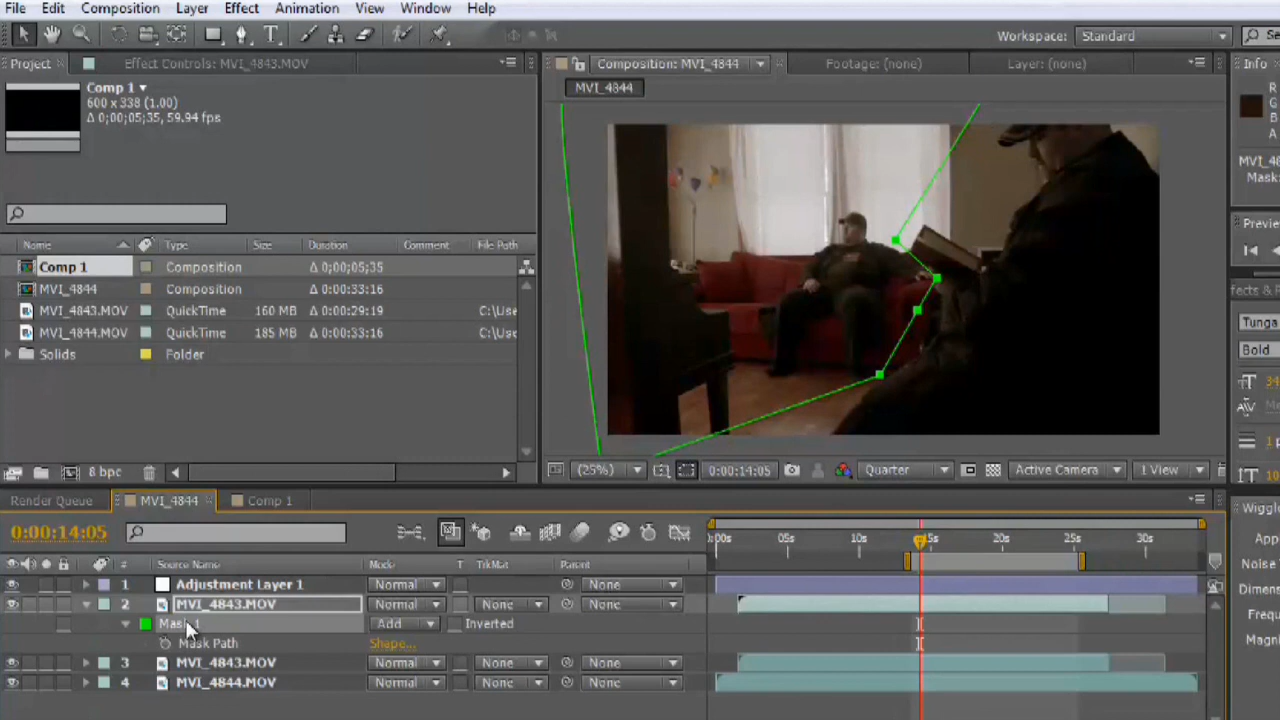 File Edit Composition Layer Effect Animation View Window Help
Workspace: Standard
Project Effect Controls: MVI_4843.MOV Composition: MVI_4844 Footage: (none) Layer: (none) Info
Comp 1
600 x 338 (1.00)
Δ 0;00;05;35, 59.94 fps
MVI_4844
R
G
B
A
MVI_4
Mask:
Previe
Name Type Size Duration Comment File Path
Comp 1 Composition Δ 0;00;05;35
MVI_4844 Composition Δ 0:00:33:16
MVI_4843.MOV QuickTime 160 MB Δ 0:00:29:19 C:\Use
MVI_4844.MOV QuickTime 185 MB Δ 0:00:33:16 C:\Use
Solids Folder
ffects & P
Tunga
Bold
8 bpc
(25%) 0:00:14:05 Quarter Active Camera 1 View
Render Queue MVI_4844 Comp 1
0:00:14:05
Wiggle
:00s 05s 10s 15s 20s 25s 30s
# Source Name Mode T TrkMat Parent
1 Adjustment Layer 1 Normal None
2 MVI_4843.MOV Normal None None
Mask 1 Add Inverted
Mask Path Shape...
3 MVI_4843.MOV Normal None None
4 MVI_4844.MOV Normal None None
App
Noise
Dimens
Freque
Magni